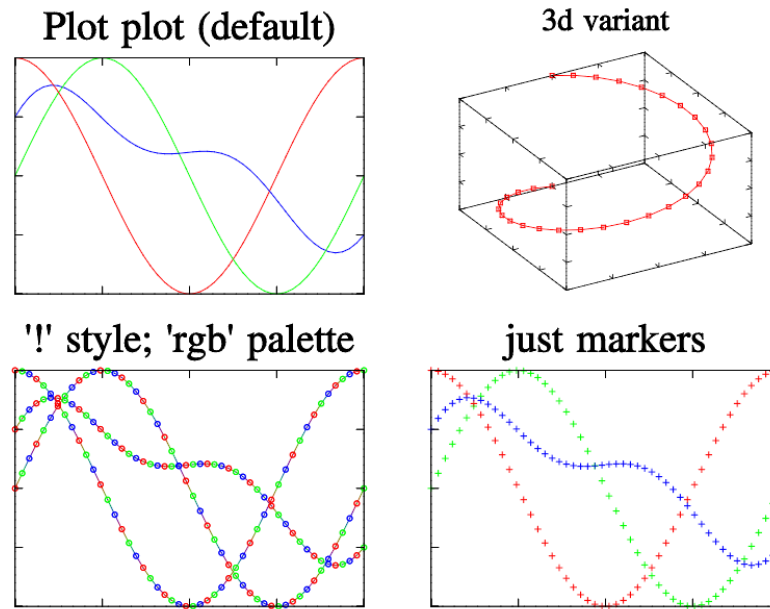 Plot plot (default)
3d variant
'!' style; 'rgb' palette
just markers